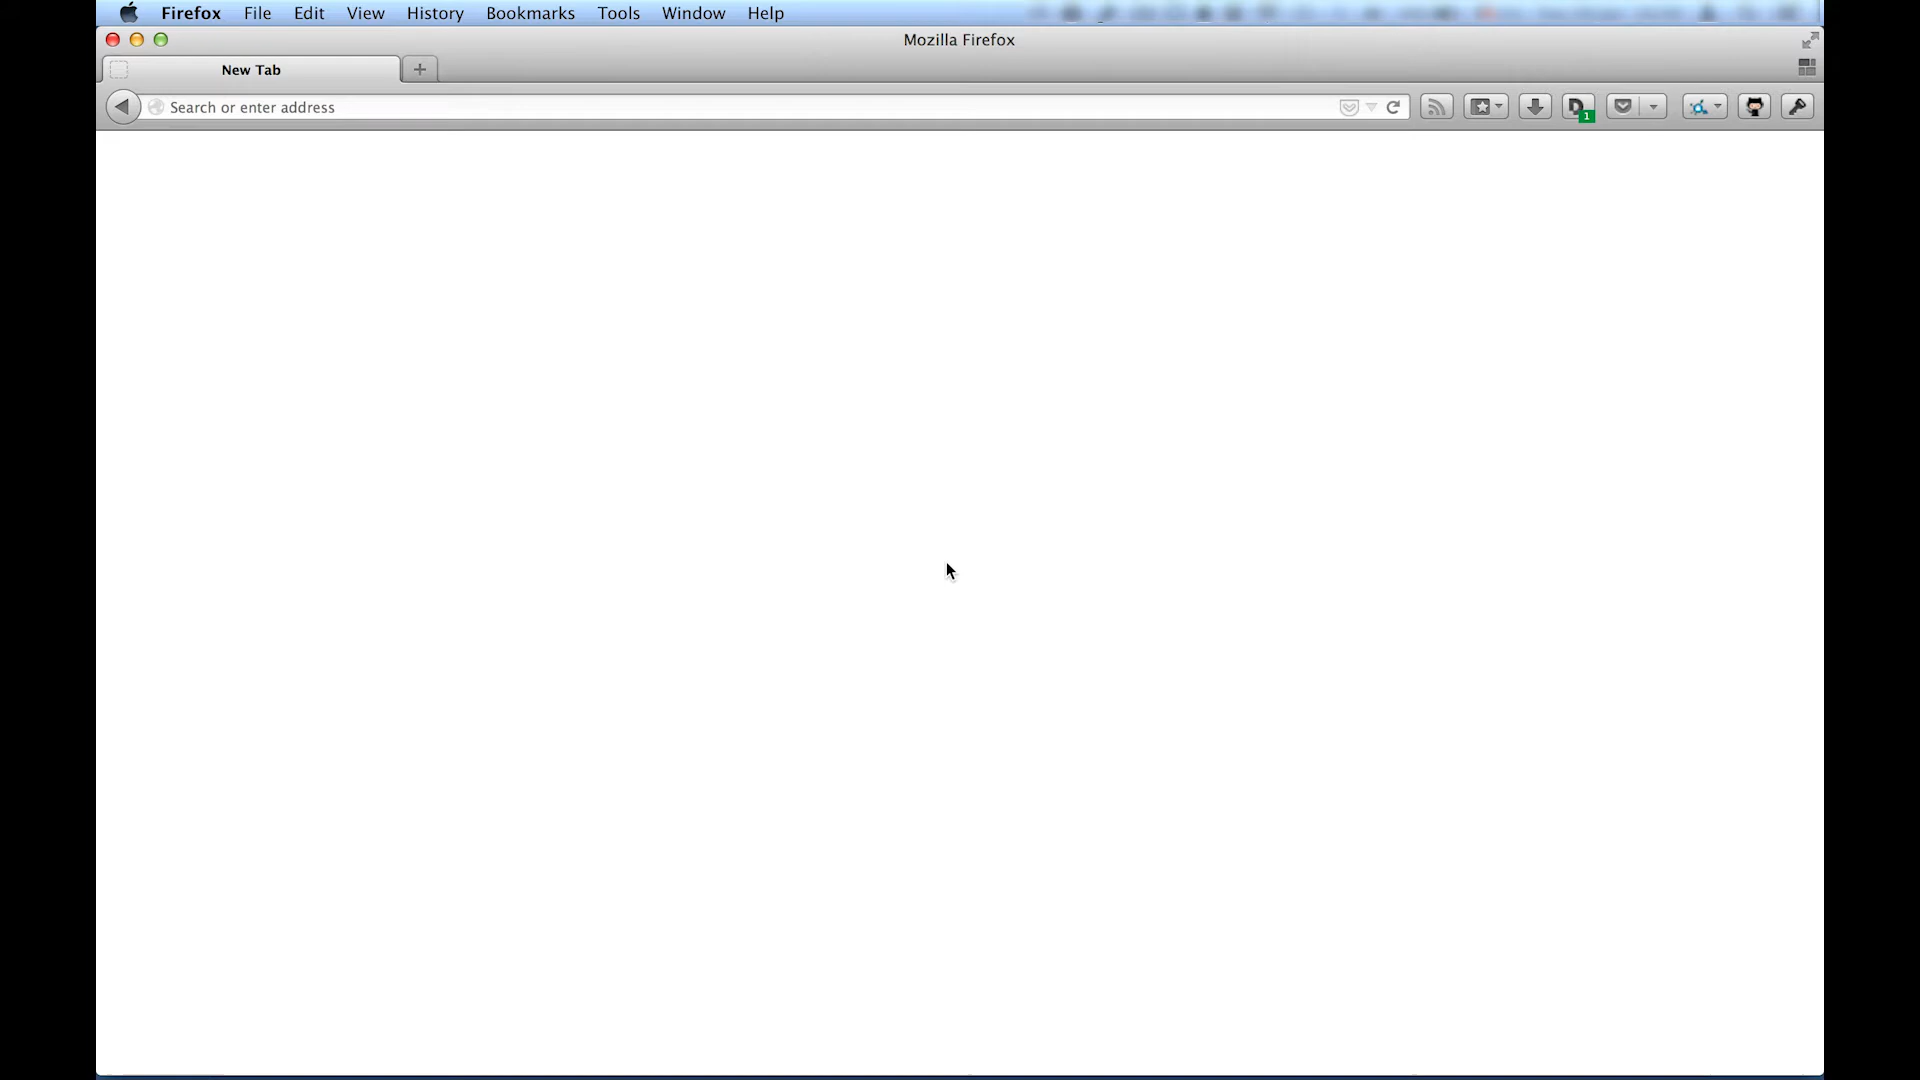 Firefox File Edit View History Bookmarks Tools Window Help
Mozilla Firefox
New Tab
Search or enter address
D
1